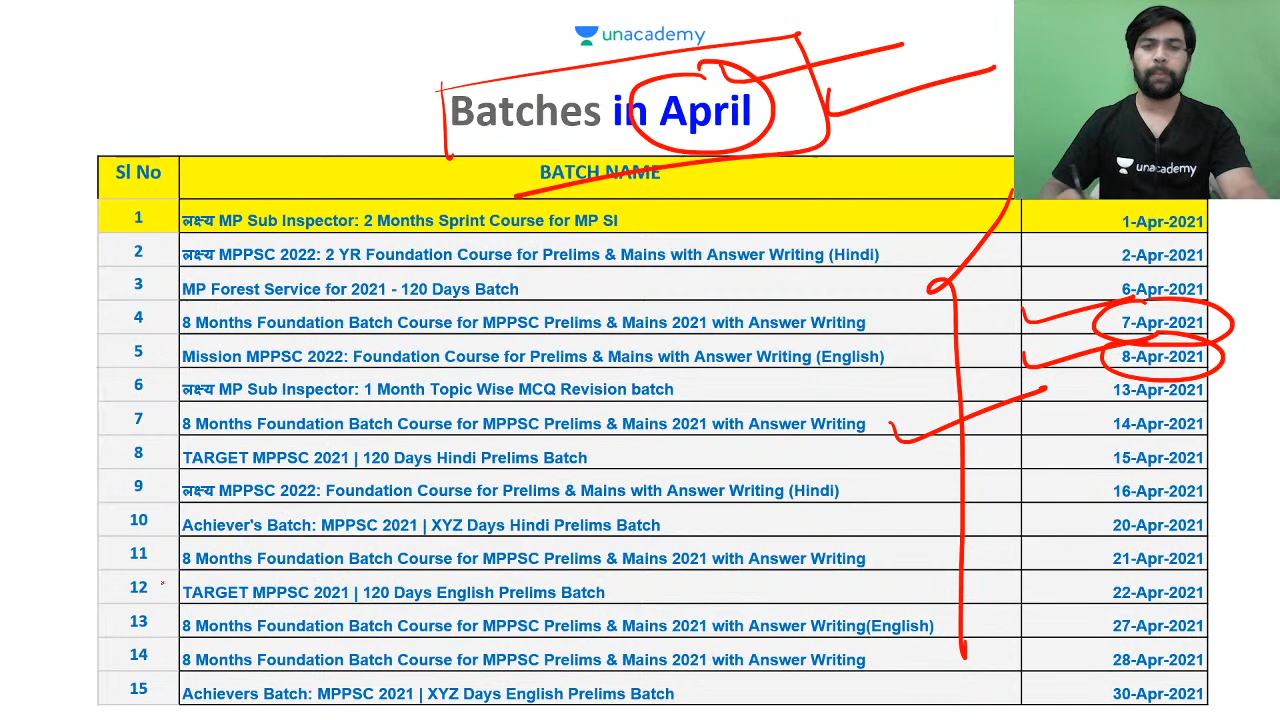 unacademy
Batches in April
unacademy
Sl No BATCH NAME
1 लक्ष्य MP Sub Inspector: 2 Months Sprint Course for MP SI 1-Apr-2021
2 लक्ष्य MPPSC 2022: 2 YR Foundation Course for Prelims & Mains with Answer Writing (Hindi) 2-Apr-2021
3 MP Forest Service for 2021 - 120 Days Batch 6-Apr-2021
4 8 Months Foundation Batch Course for MPPSC Prelims & Mains 2021 with Answer Writing 7-Apr-2021
5 Mission MPPSC 2022: Foundation Course for Prelims & Mains with Answer Writing (English) 8-Apr-2021
6 लक्ष्य MP Sub Inspector: 1 Month Topic Wise MCQ Revision batch 13-Apr-2021
7 8 Months Foundation Batch Course for MPPSC Prelims & Mains 2021 with Answer Writing 14-Apr-2021
8 TARGET MPPSC 2021 | 120 Days Hindi Prelims Batch 15-Apr-2021
9 लक्ष्य MPPSC 2022: Foundation Course for Prelims & Mains with Answer Writing (Hindi) 16-Apr-2021
10 Achiever's Batch: MPPSC 2021 | XYZ Days Hindi Prelims Batch 20-Apr-2021
11 8 Months Foundation Batch Course for MPPSC Prelims & Mains 2021 with Answer Writing 21-Apr-2021
12 TARGET MPPSC 2021 | 120 Days English Prelims Batch 22-Apr-2021
13 8 Months Foundation Batch Course for MPPSC Prelims & Mains 2021 with Answer Writing(English) 27-Apr-2021
14 8 Months Foundation Batch Course for MPPSC Prelims & Mains 2021 with Answer Writing 28-Apr-2021
15 Achievers Batch: MPPSC 2021 | XYZ Days English Prelims Batch 30-Apr-2021